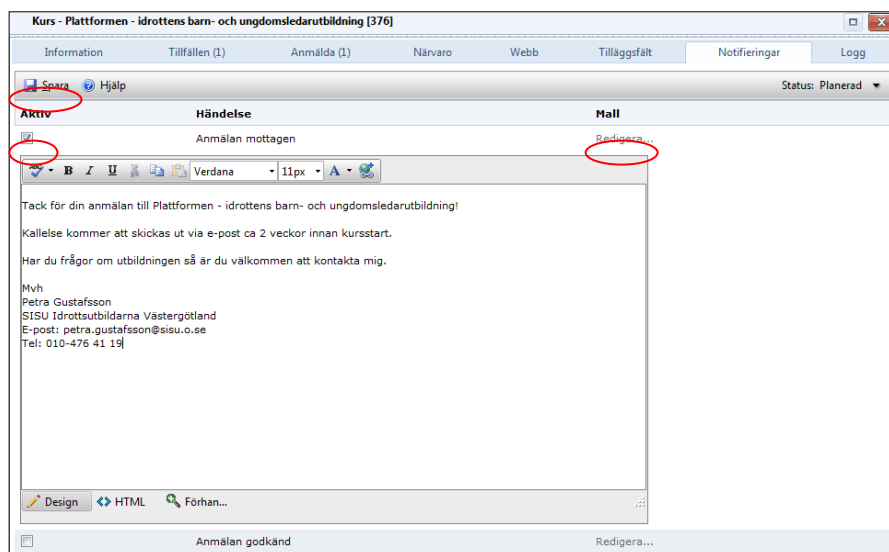 Kurs - Plattformen - idrottens barn- och ungdomsledarutbildning [376]
Information Tillfällen (1) Anmälda (1) Närvaro Webb Tilläggsfält Notifieringar Logg
Spara Hjälp Status: Planerad
Aktiv Händelse Mall
Anmälan mottagen Redigera...
ABC B I U Verdana 11px A
Tack för din anmälan till Plattformen - idrottens barn- och ungdomsledarutbildning!
Kallelse kommer att skickas ut via e-post ca 2 veckor innan kursstart.
Har du frågor om utbildningen så är du välkommen att kontakta mig.
Mvh
Petra Gustafsson
SISU Idrottsutbildarna Västergötland
E-post: petra.gustafsson@sisu.o.se
Tel: 010-476 41 19
Design HTML Förhan...
Anmälan godkänd Redigera...